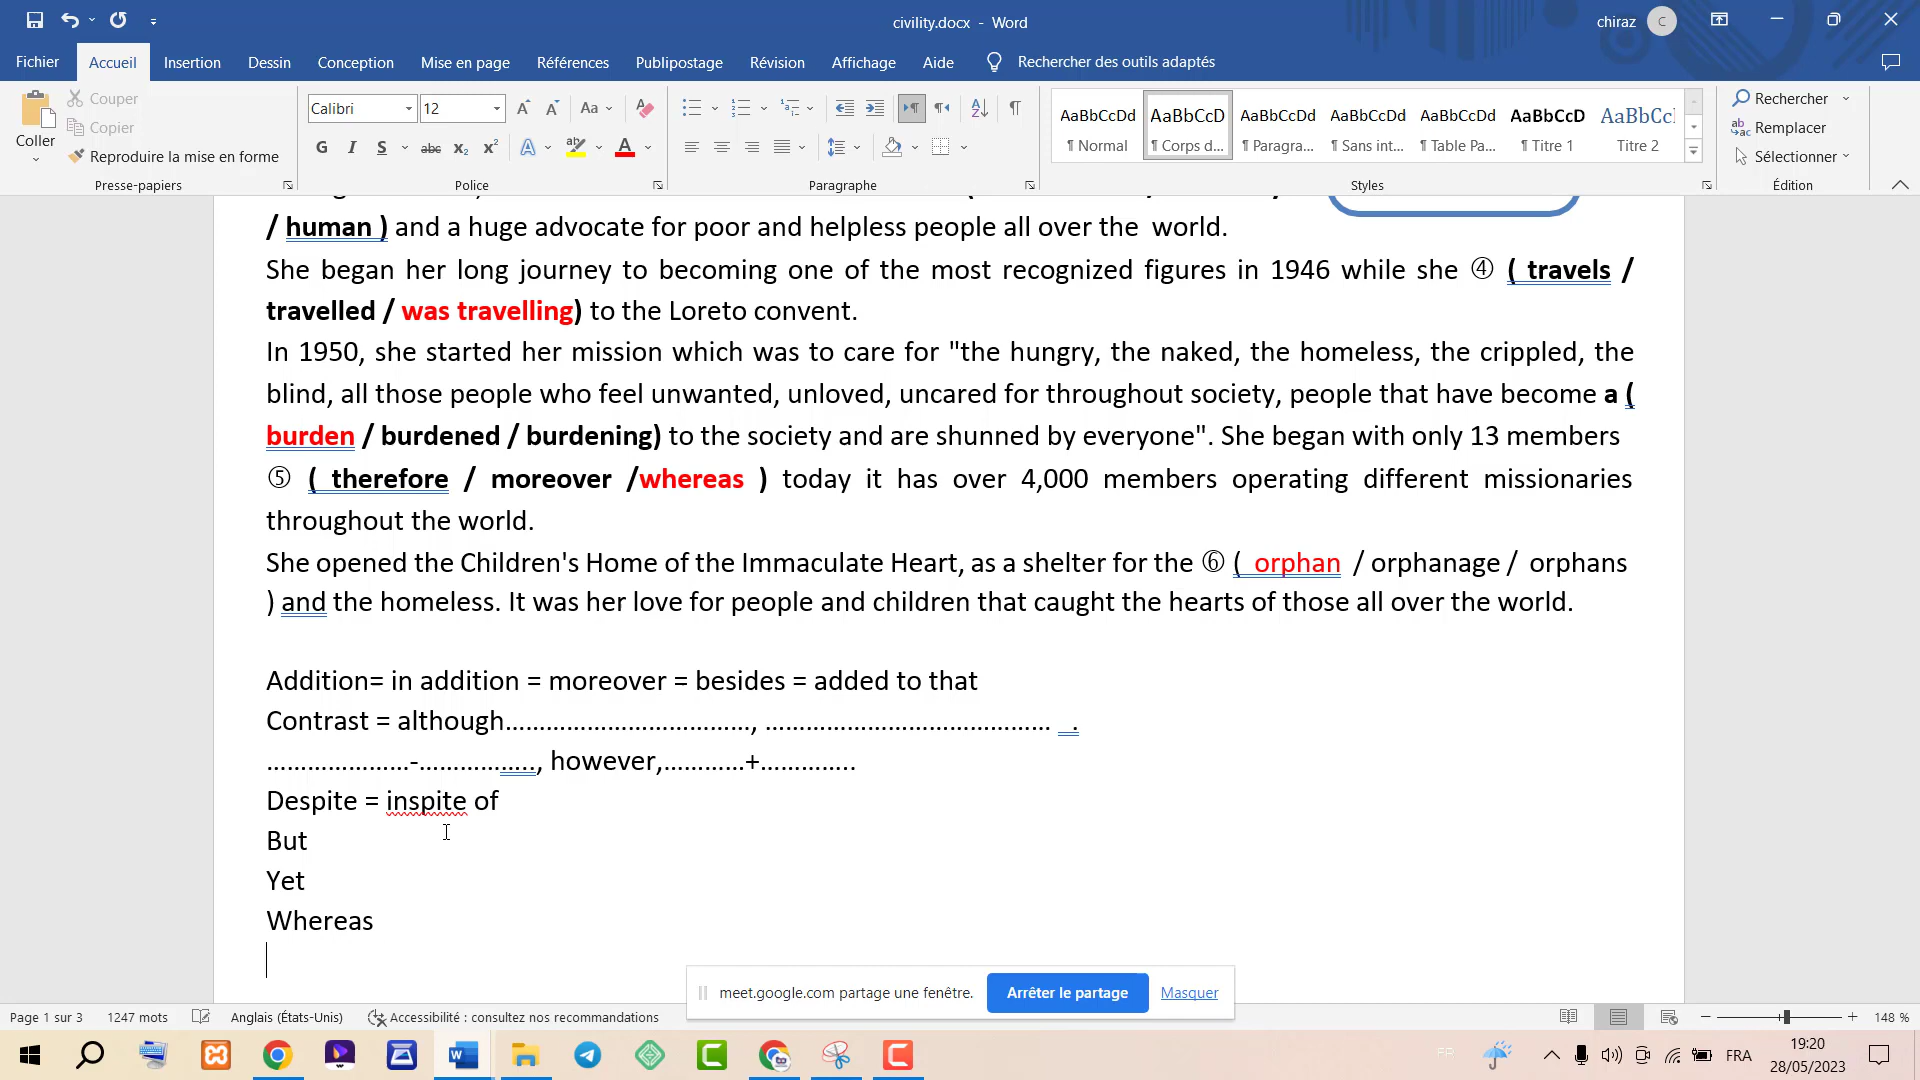 civility.docx - Word
chiraz
C
Fichier
Accueil
Insertion
Dessin
Conception
Mise en page
Références
Publipostage
Révision
Affichage
Aide
Rechercher des outils adaptés
Coller
Couper
Copier
Reproduire la mise en forme
Presse-papiers
Calibri
12
Aa
G I S abc x₂ x² A ab A
Police
Paragraphe
AaBbCcDd
¶ Normal
AaBbCcD
¶ Corps d...
AaBbCcDd
¶ Paragra...
AaBbCcDd
¶ Sans int...
AaBbCcDd
¶ Table Pa...
AaBbCcD
¶ Titre 1
AaBbCc
Titre 2
Styles
Rechercher
Remplacer
Sélectionner
Édition
/ human ) and a huge advocate for poor and helpless people all over the world.
She began her long journey to becoming one of the most recognized figures in 1946 while she ④ ( travels /
travelled / was travelling) to the Loreto convent.
In 1950, she started her mission which was to care for "the hungry, the naked, the homeless, the crippled, the
blind, all those people who feel unwanted, unloved, uncared for throughout society, people that have become a (
burden / burdened / burdening) to the society and are shunned by everyone". She began with only 13 members
⑤ ( therefore / moreover /whereas ) today it has over 4,000 members operating different missionaries
throughout the world.
She opened the Children's Home of the Immaculate Heart, as a shelter for the ⑥ ( orphan / orphanage / orphans
) and the homeless. It was her love for people and children that caught the hearts of those all over the world.
Addition= in addition = moreover = besides = added to that
Contrast = although................................, ..................................... .
...................-................, however,...........+.............
Despite = inspite of
But
Yet
Whereas
meet.google.com partage une fenêtre.
Arrêter le partage
Masquer
Page 1 sur 3
1247 mots
Anglais (États-Unis)
Accessibilité : consultez nos recommandations
148 %
FRA
19:20
28/05/2023